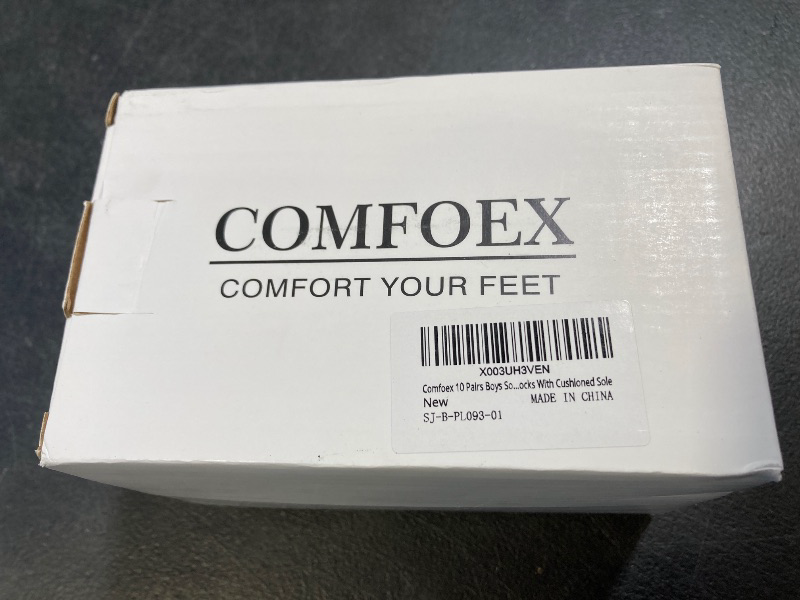 COMFOEX
COMFORT YOUR FEET
X003UH3VEN
Comfoex 10 Pairs Boys So...ocks With Cushioned Sole
New MADE IN CHINA
SJ-B-PL093-01